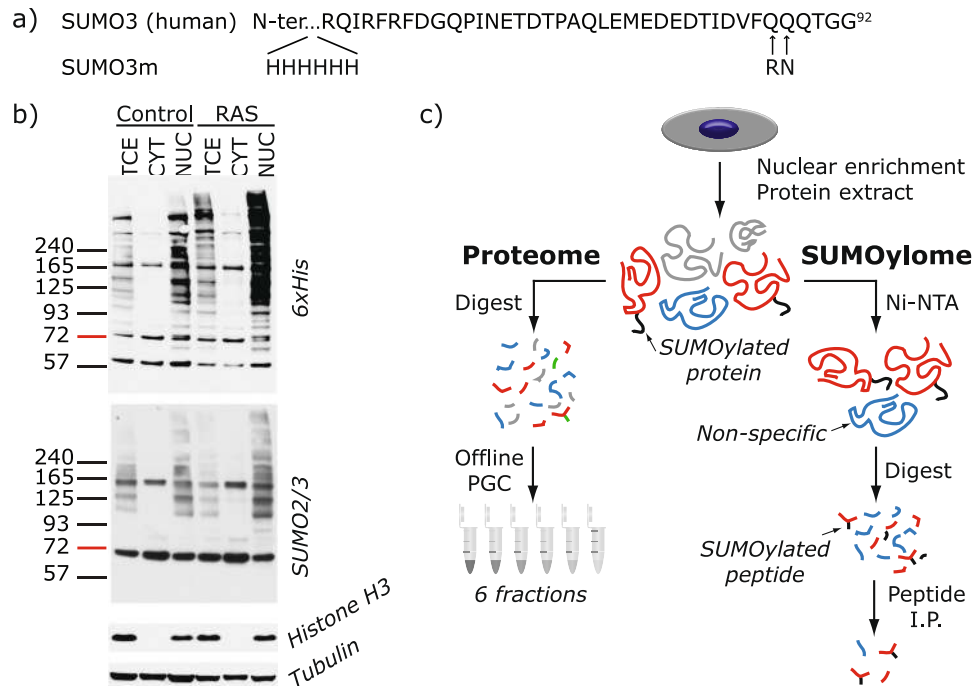 a) SUMO3 (human) N-ter...RQIRFRFDGQPINETDTPAQLEMEDEDTIDVFQQQTGG⁹²
SUMO3m HHHHHH RN
b)
Control RAS
TCE CYT NUC TCE CYT NUC
240
165
125
93
72
57
6xHis
240
165
125
93
72
57
SUMO2/3
Histone H3
Tubulin
c)
Nuclear enrichment
Protein extract
Proteome SUMOylome
Digest
Ni-NTA
SUMOylated
protein
Non-specific
Offline
PGC
Digest
SUMOylated
peptide
6 fractions
Peptide
I.P.